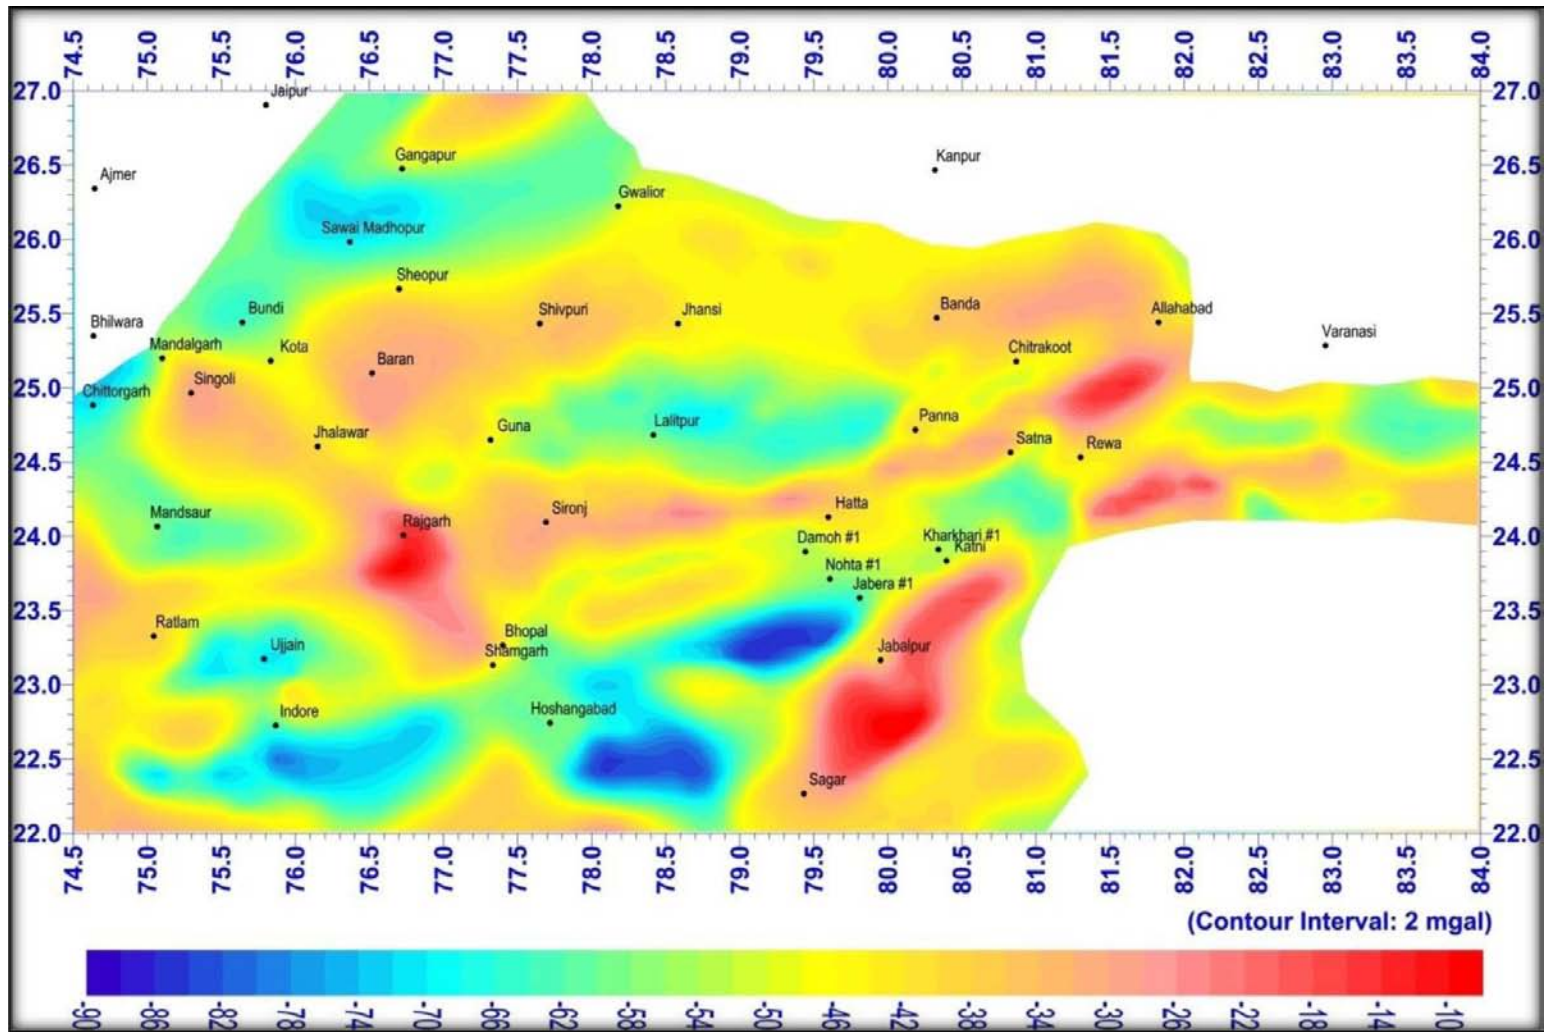 74.5 75.0 75.5 76.0 76.5 77.0 77.5 78.0 78.5 79.0 79.5 80.0 80.5 81.0 81.5 82.0 82.5 83.0 83.5 84.0
27.0 27.0
Jaipur
Gangapur
Kanpur
26.5 26.5
Ajmer
Gwalior
Sawai Madhopur
26.0 26.0
Sheopur
Bundi Shivpuri Jhansi Banda Allahabad
25.5 25.5
Bhilwara
Varanasi
Mandalgarh Kota Chitrakoot
Baran
Singoli
25.0 25.0
Chittorgarh
Panna
Guna Lalitpur
Jhalawar Satna Rewa
24.5 24.5
Hatta
Mandsaur Sironj
Rajgarh
24.0 24.0
Damoh #1 Kharkhari #1
Katni
Nohta #1
Jabera #1
23.5 23.5
Ratlam
Bhopal
Ujjain Shamgarh Jabalpur
23.0 23.0
Indore Hoshangabad
22.5 22.5
Sagar
22.0 22.0
74.5 75.0 75.5 76.0 76.5 77.0 77.5 78.0 78.5 79.0 79.5 80.0 80.5 81.0 81.5 82.0 82.5 83.0 83.5 84.0
(Contour Interval: 2 mgal)
-90 -86 -82 -78 -74 -70 -66 -62 -58 -54 -50 -46 -42 -38 -34 -30 -26 -22 -18 -14 -10